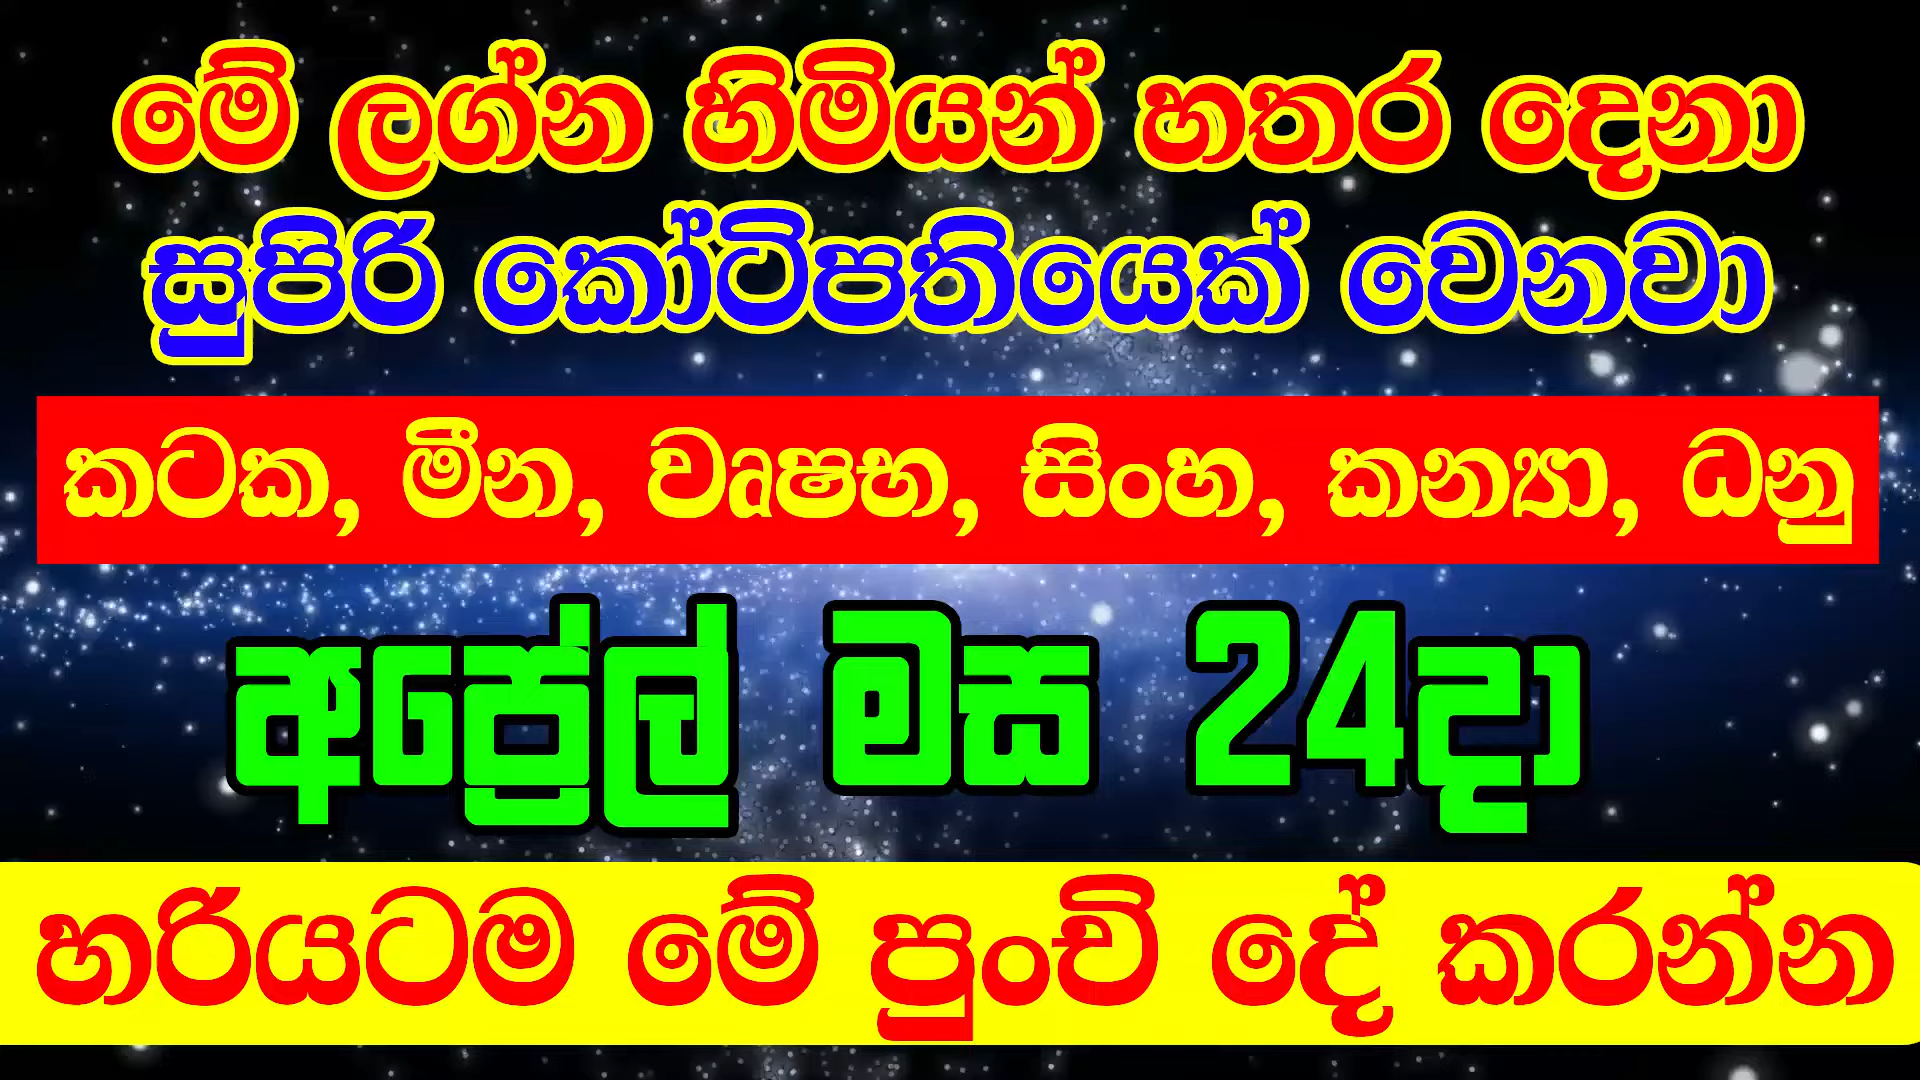 මේ ලග්න හිමියන් හතර දෙනා
සුපිරි කෝටිපතියෙක් වෙනවා
කටක, මීන, වෘෂභ, සිංහ, කන්‍යා, ධනු
අප්‍රේල් මස 24දා
හරියටම මේ පුංචි දේ කරන්න